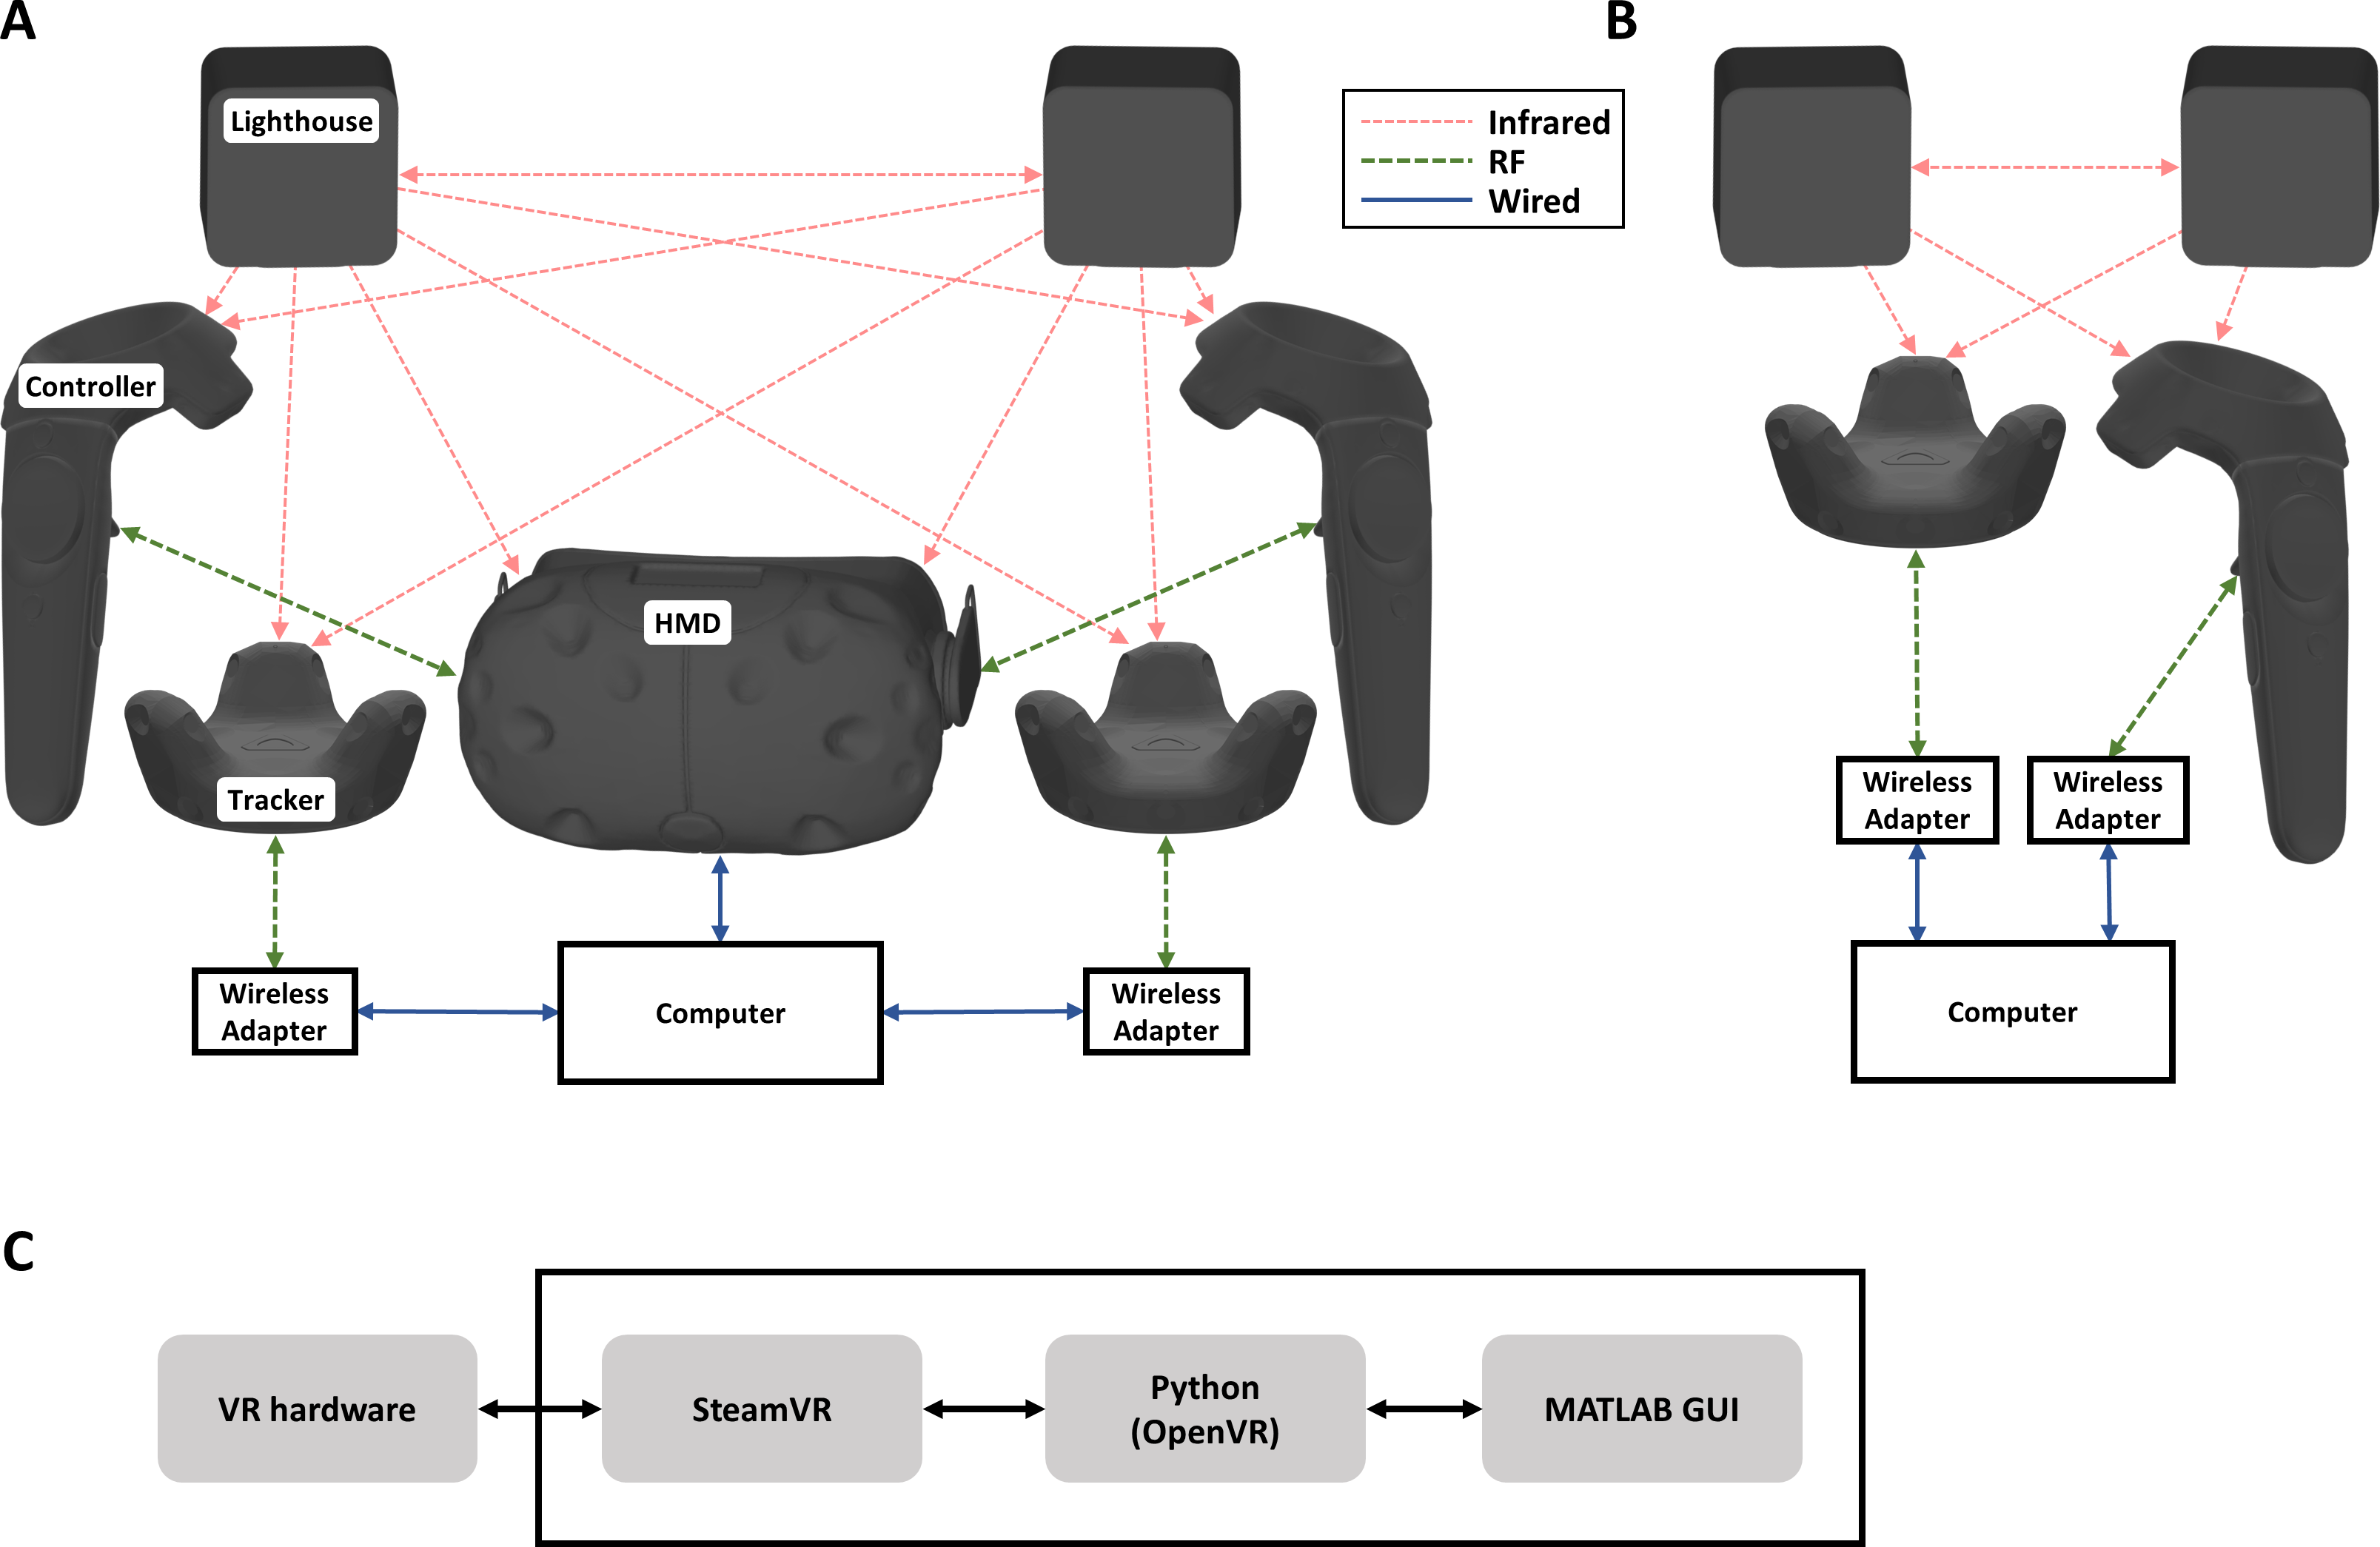 A
B
Lighthouse
Infrared
RF
Wired
Controller
HMD
Tracker
Wireless
Adapter
Wireless
Adapter
Wireless
Adapter
Computer
Wireless
Adapter
Computer
C
VR hardware
SteamVR
Python
(OpenVR)
MATLAB GUI